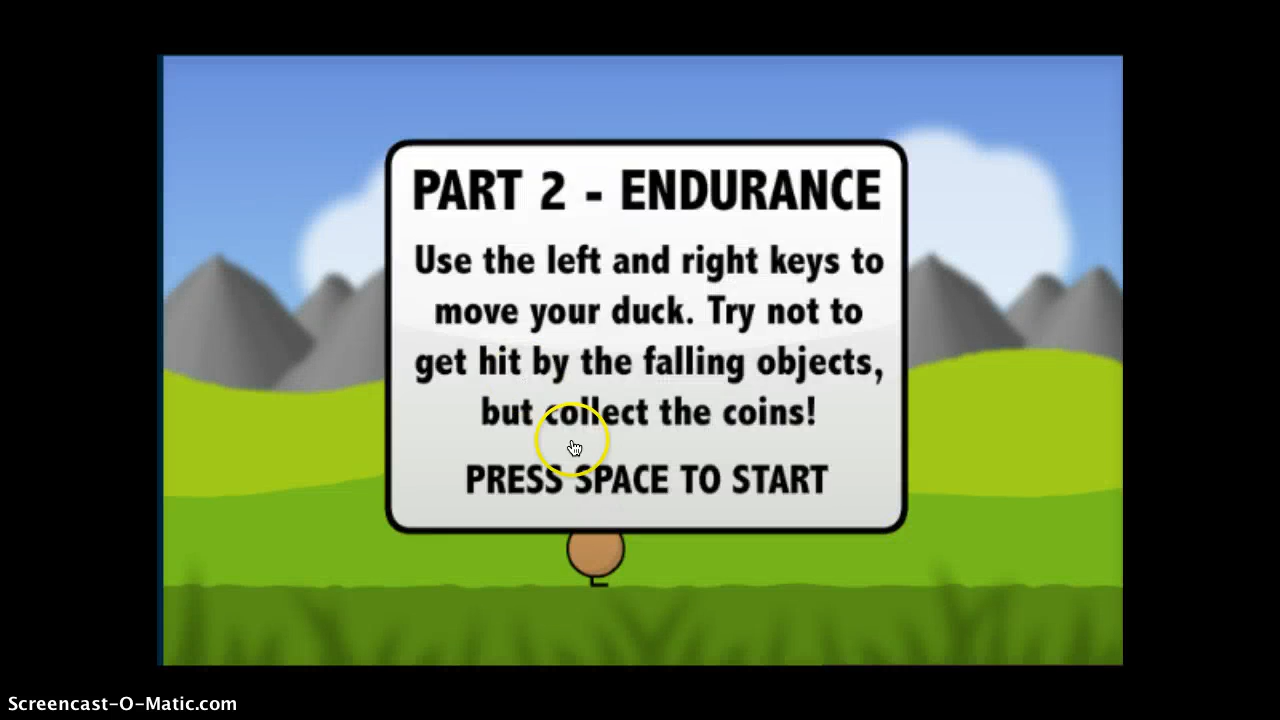 PART 2 - ENDURANCE
Use the left and right keys to
move your duck. Try not to
get hit by the falling objects,
but collect the coins!
PRESS SPACE TO START
Screencast-O-Matic.com